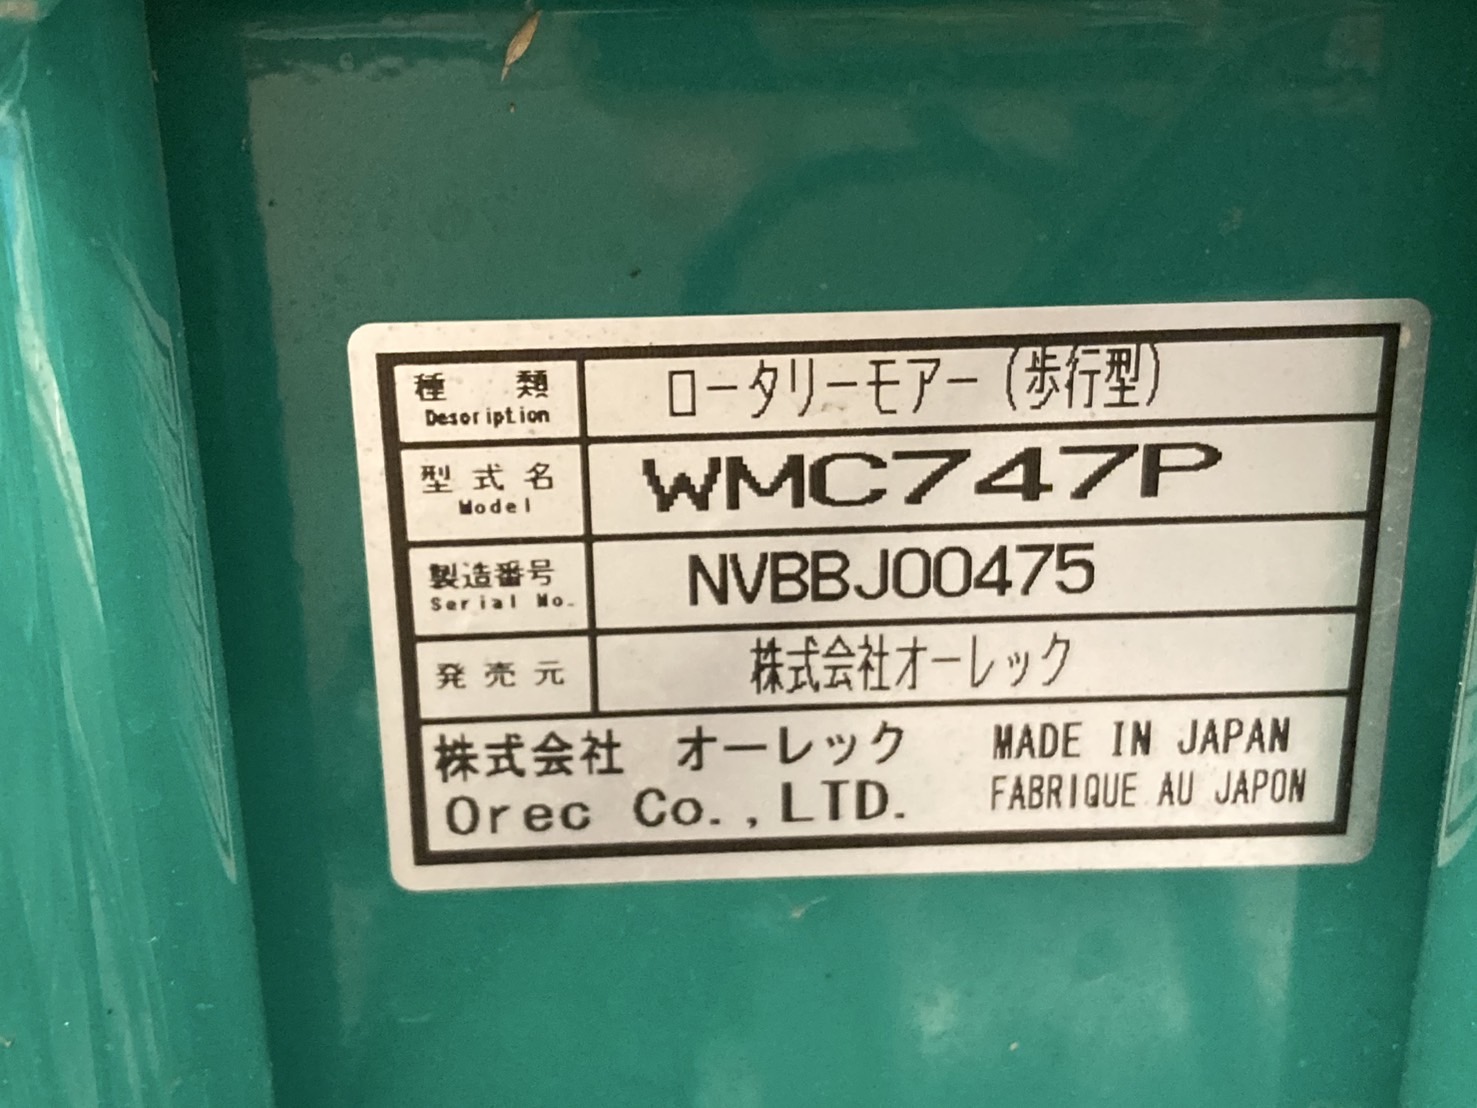 種類 ロータリーモアー(歩行型)
Description
型式名 WMC747P
Model
製造番号 NVBBJ00475
Serial No.
発売元 株式会社オーレック
株式会社 オーレック MADE IN JAPAN
Orec Co.,LTD. FABRIQUE AU JAPON